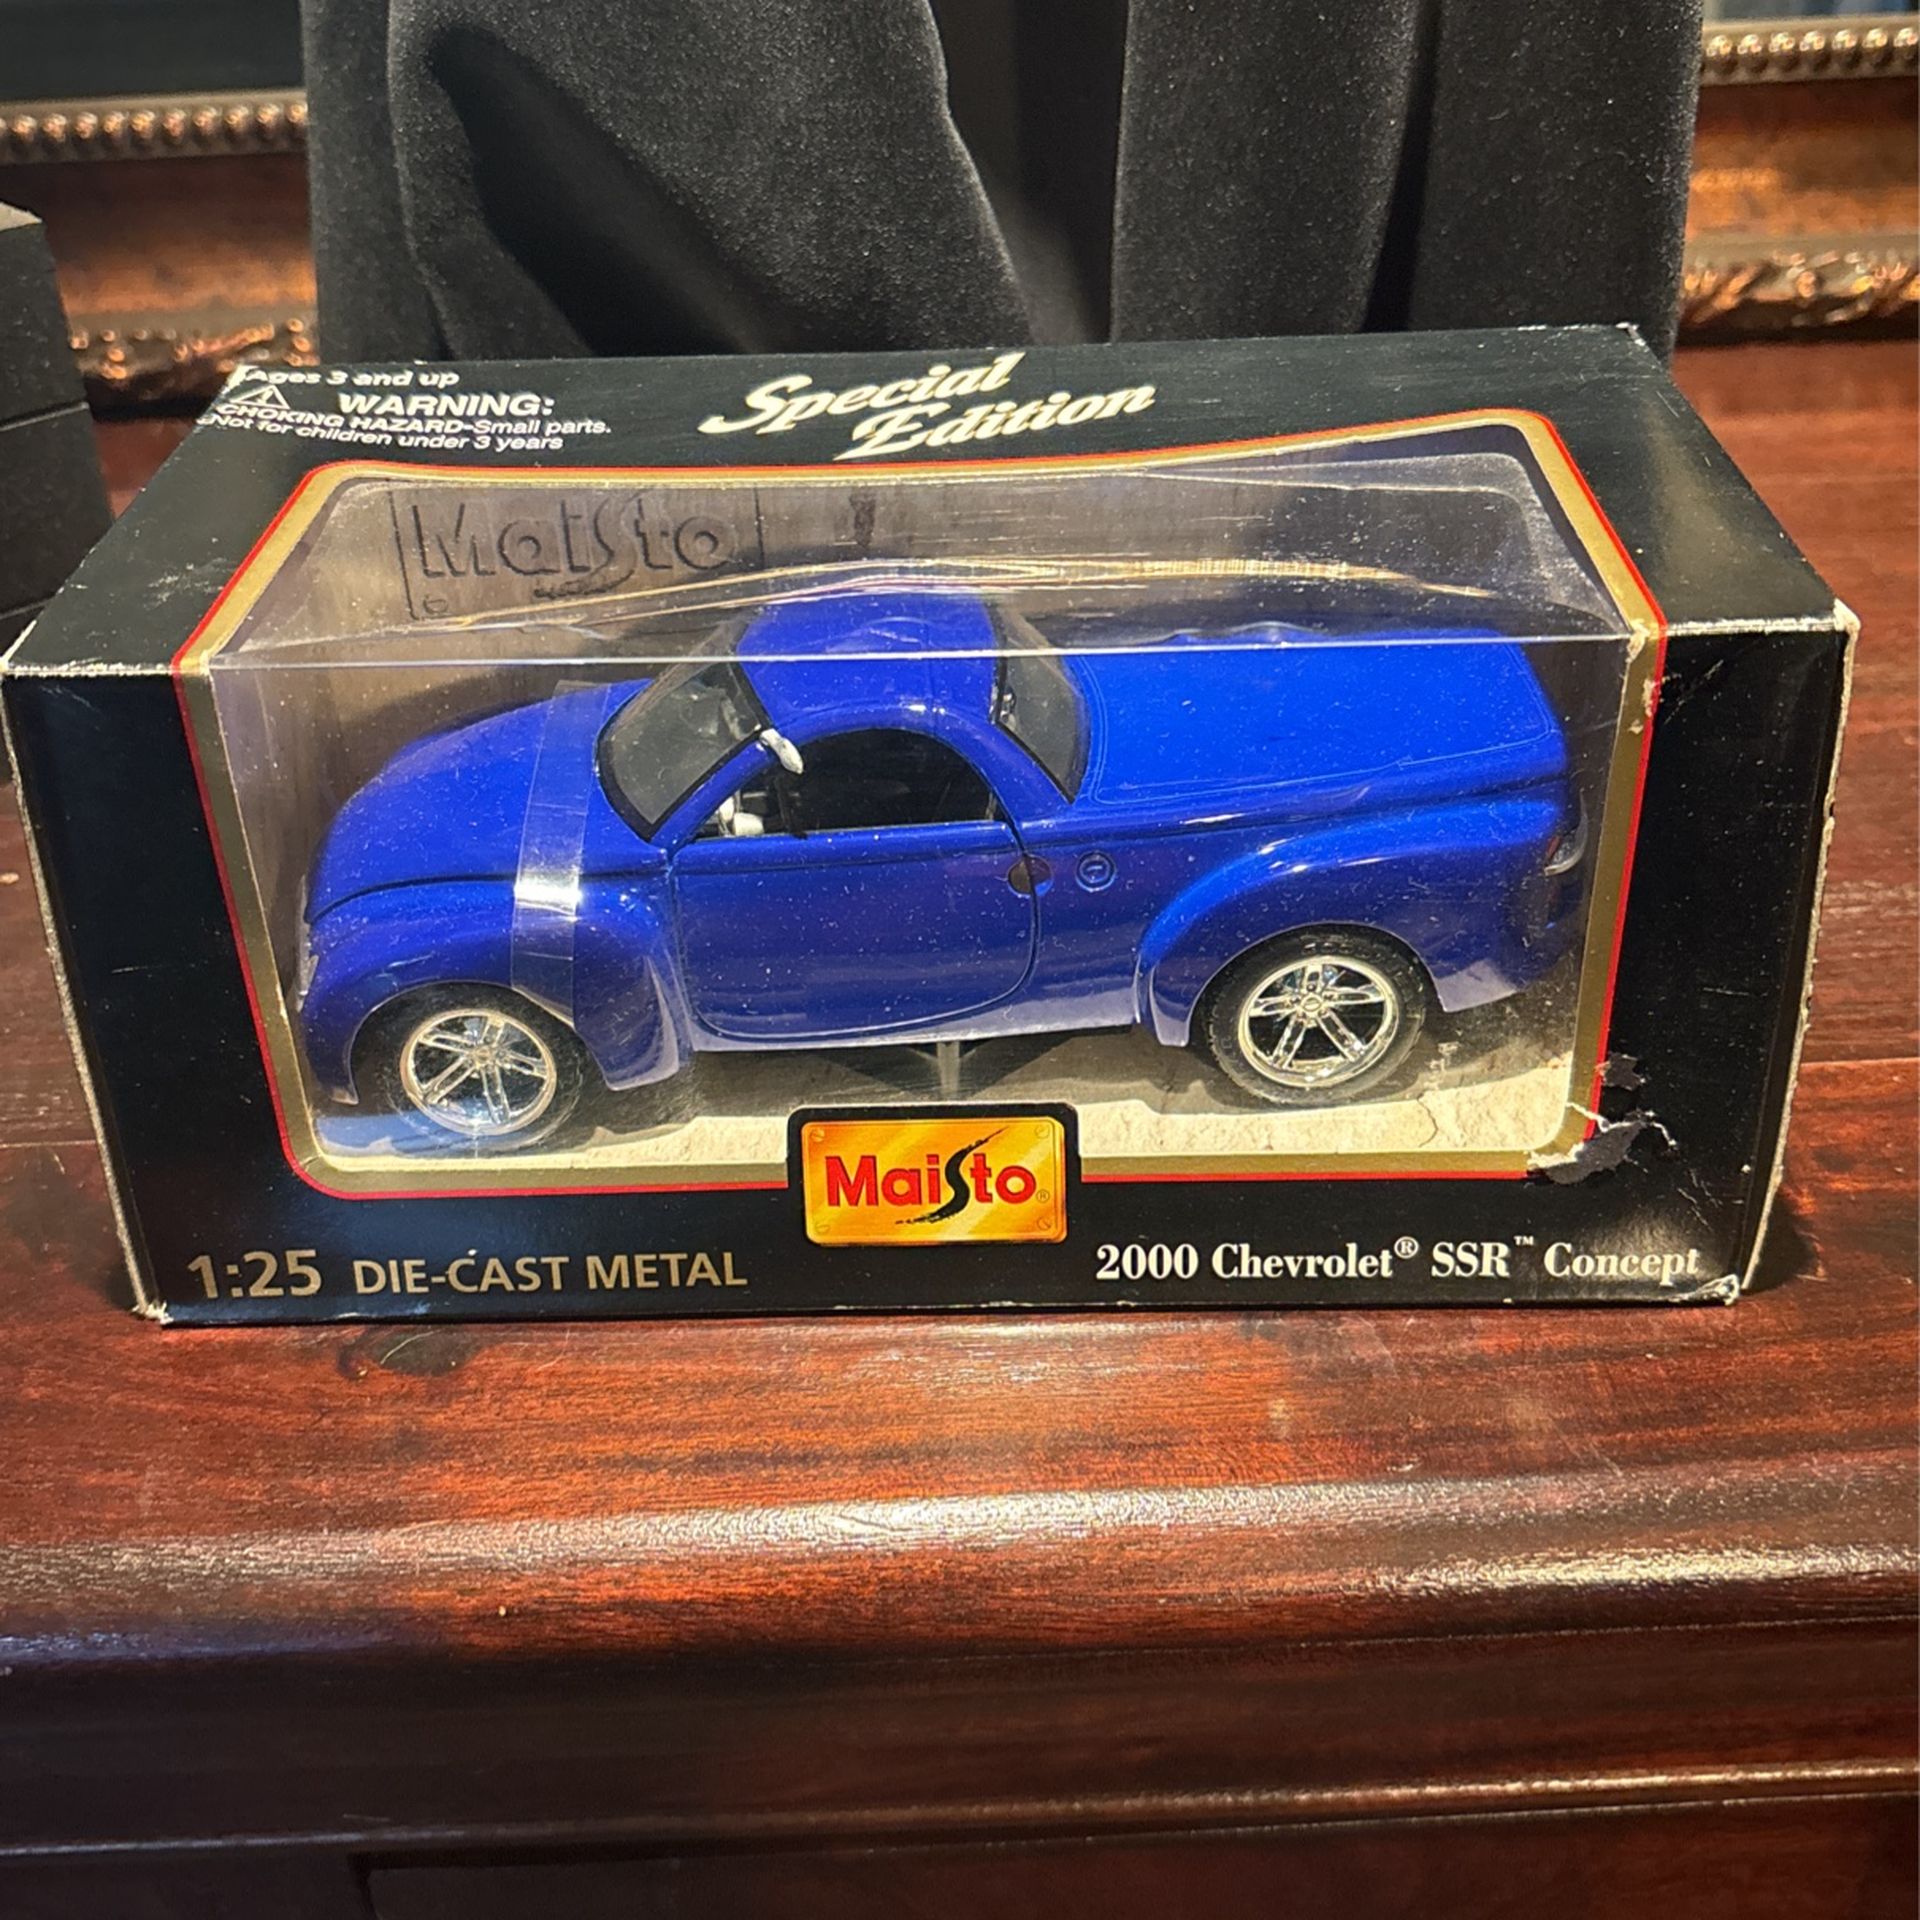 Ages 3 and up
WARNING:
CHOKING HAZARD-Small parts.
Not for children under 3 years
Special
Edition
MaiSto
MaiSto®
1:25 DIE-CAST METAL
2000 Chevrolet® SSR™ Concept